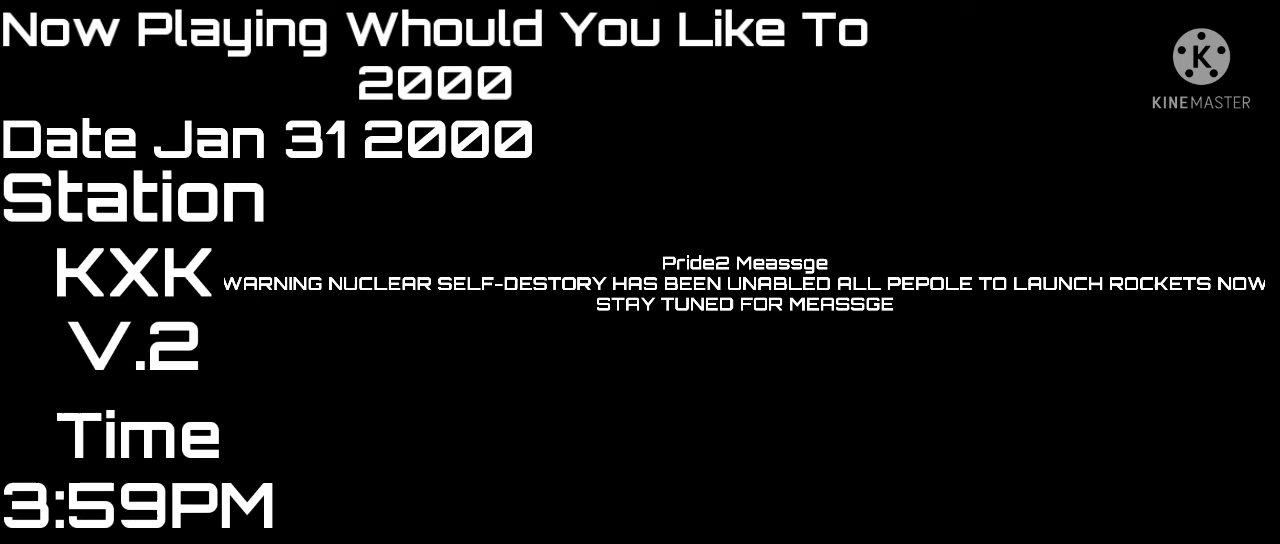 Now Playing Whould You Like To
2000
Date Jan 31 2000
Station
KXK
V.2
Time
3:59PM
Pride2 Meassge
WARNING NUCLEAR SELF-DESTORY HAS BEEN UNABLED ALL PEPOLE TO LAUNCH ROCKETS NOW
STAY TUNED FOR MEASSGE
K
KINEMASTER